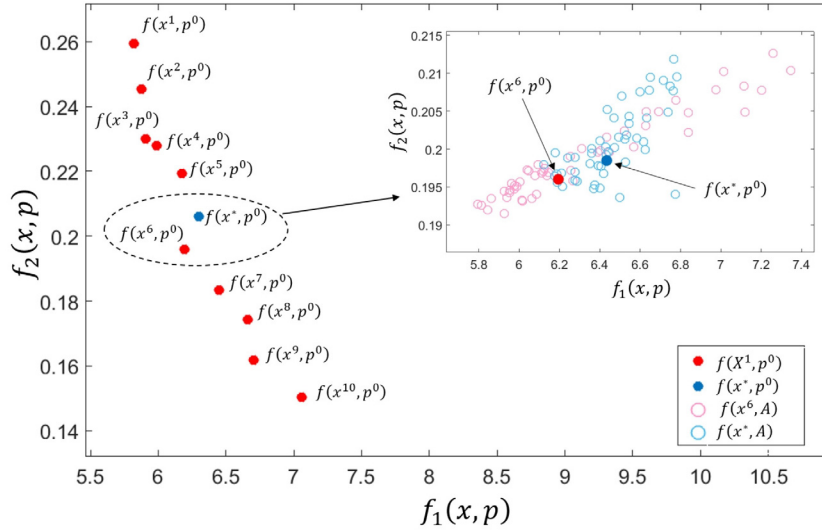 0.26
0.24
0.22
0.2
0.18
0.16
0.14
f₂(x,p)
5.5 6 6.5 7 7.5 8 8.5 9 9.5 10 10.5
f₁(x,p)
f(x¹,p⁰)
f(x²,p⁰)
f(x³,p⁰)
f(x⁴,p⁰)
f(x⁵,p⁰)
f(x*,p⁰)
f(x⁶,p⁰)
f(x⁷,p⁰)
f(x⁸,p⁰)
f(x⁹,p⁰)
f(x¹⁰,p⁰)
0.215
0.21
0.205
0.2
0.195
0.19
f₂(x,p)
5.8 6 6.2 6.4 6.6 6.8 7 7.2 7.4
f₁(x,p)
f(x⁶,p⁰)
f(x*,p⁰)
f(X¹,p⁰)
f(x*,p⁰)
f(x⁶,A)
f(x*,A)